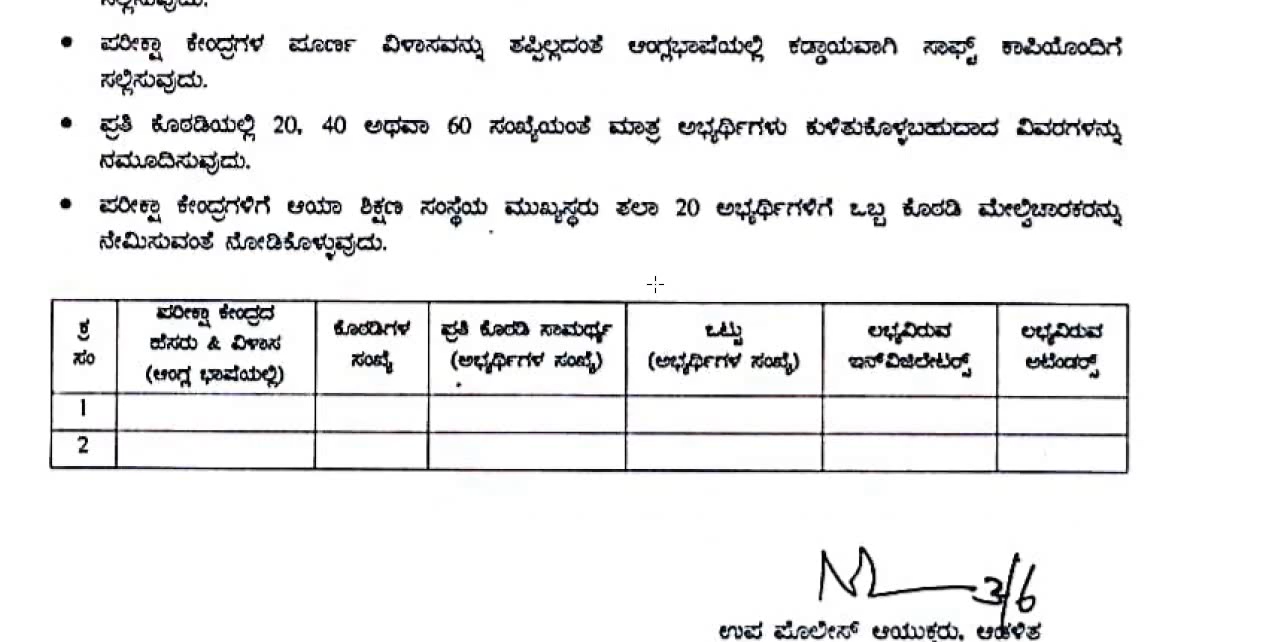 ಸಲ್ಲಿಸುವುದು.
• ಪರೀಕ್ಷಾ ಕೇಂದ್ರಗಳ ಪೂರ್ಣ ವಿಳಾಸವನ್ನು ತಪ್ಪಿಲ್ಲದಂತೆ ಆಂಗ್ಲಭಾಷೆಯಲ್ಲಿ ಕಡ್ಡಾಯವಾಗಿ ಸಾಫ್ಟ್ ಕಾಪಿಯೊಂದಿಗೆ
ಸಲ್ಲಿಸುವುದು.
• ಪ್ರತಿ ಕೊಠಡಿಯಲ್ಲಿ 20, 40 ಅಥವಾ 60 ಸಂಖ್ಯೆಯಂತೆ ಮಾತ್ರ ಅಭ್ಯರ್ಥಿಗಳು ಕುಳಿತುಕೊಳ್ಳಬಹುದಾದ ವಿವರಗಳನ್ನು
ನಮೂದಿಸುವುದು.
• ಪರೀಕ್ಷಾ ಕೇಂದ್ರಗಳಿಗೆ ಆಯಾ ಶಿಕ್ಷಣ ಸಂಸ್ಥೆಯ ಮುಖ್ಯಸ್ಥರು ತಲಾ 20 ಅಭ್ಯರ್ಥಿಗಳಿಗೆ ಒಬ್ಬ ಕೊಠಡಿ ಮೇಲ್ವಿಚಾರಕರನ್ನು
ನೇಮಿಸುವಂತೆ ನೋಡಿಕೊಳ್ಳುವುದು.
ಕ್ರ
ಸಂ
ಪರೀಕ್ಷಾ ಕೇಂದ್ರದ
ಹೆಸರು & ವಿಳಾಸ
(ಆಂಗ್ಲ ಭಾಷೆಯಲ್ಲಿ)
ಕೊಠಡಿಗಳ
ಸಂಖ್ಯೆ
ಪ್ರತಿ ಕೊಠಡಿ ಸಾಮರ್ಥ್ಯ
(ಅಭ್ಯರ್ಥಿಗಳ ಸಂಖ್ಯೆ)
ಒಟ್ಟು
(ಅಭ್ಯರ್ಥಿಗಳ ಸಂಖ್ಯೆ)
ಲಭ್ಯವಿರುವ
ಇನ್‌ವಿಜಿಲೇಟರ್ಸ್
ಲಭ್ಯವಿರುವ
ಅಟೆಂಡರ್ಸ್
1
2
3/6
ಉಪ ಪೊಲೀಸ್ ಆಯುಕ್ತರು, ಆಡಳಿತ